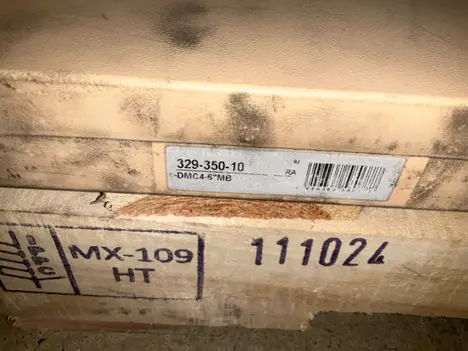 329-350-10
DMC4-6"MB
RA
MX-109
HT
111024